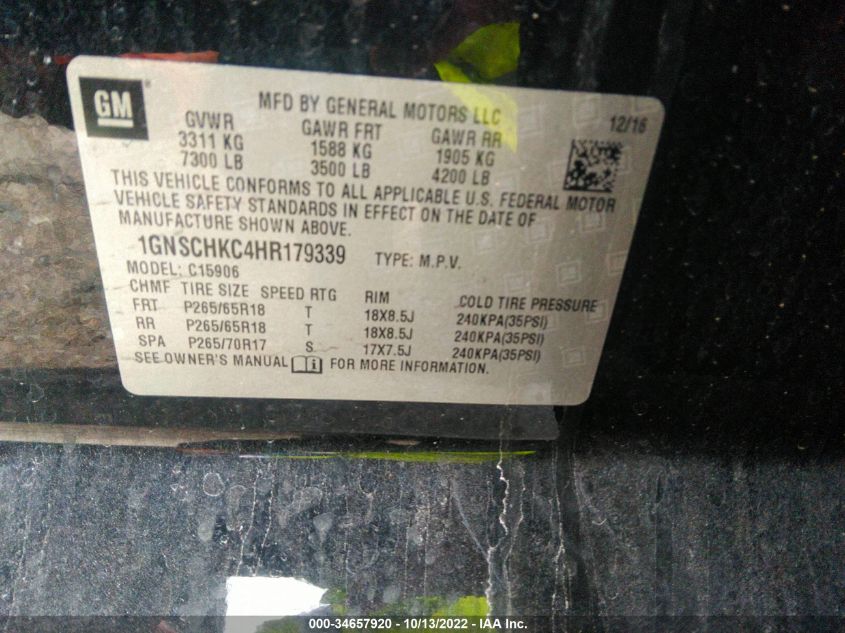 GM
MFD BY GENERAL MOTORS LLC
12/16
GVWR GAWR FRT GAWR RR
3311 KG 1588 KG 1905 KG
7300 LB 3500 LB 4200 LB
THIS VEHICLE CONFORMS TO ALL APPLICABLE U.S. FEDERAL MOTOR
VEHICLE SAFETY STANDARDS IN EFFECT ON THE DATE OF
MANUFACTURE SHOWN ABOVE.
1GNSCHKC4HR179339 TYPE: M.P.V.
MODEL: C15906
CHMF TIRE SIZE SPEED RTG RIM COLD TIRE PRESSURE
FRT P265/65R18 T 18X8.5J 240KPA(35PSI)
RR P265/65R18 T 18X8.5J 240KPA(35PSI)
SPA P265/70R17 S 17X7.5J 240KPA(35PSI)
SEE OWNER'S MANUAL FOR MORE INFORMATION.
000-34657920 - 10/13/2022 - IAA Inc.